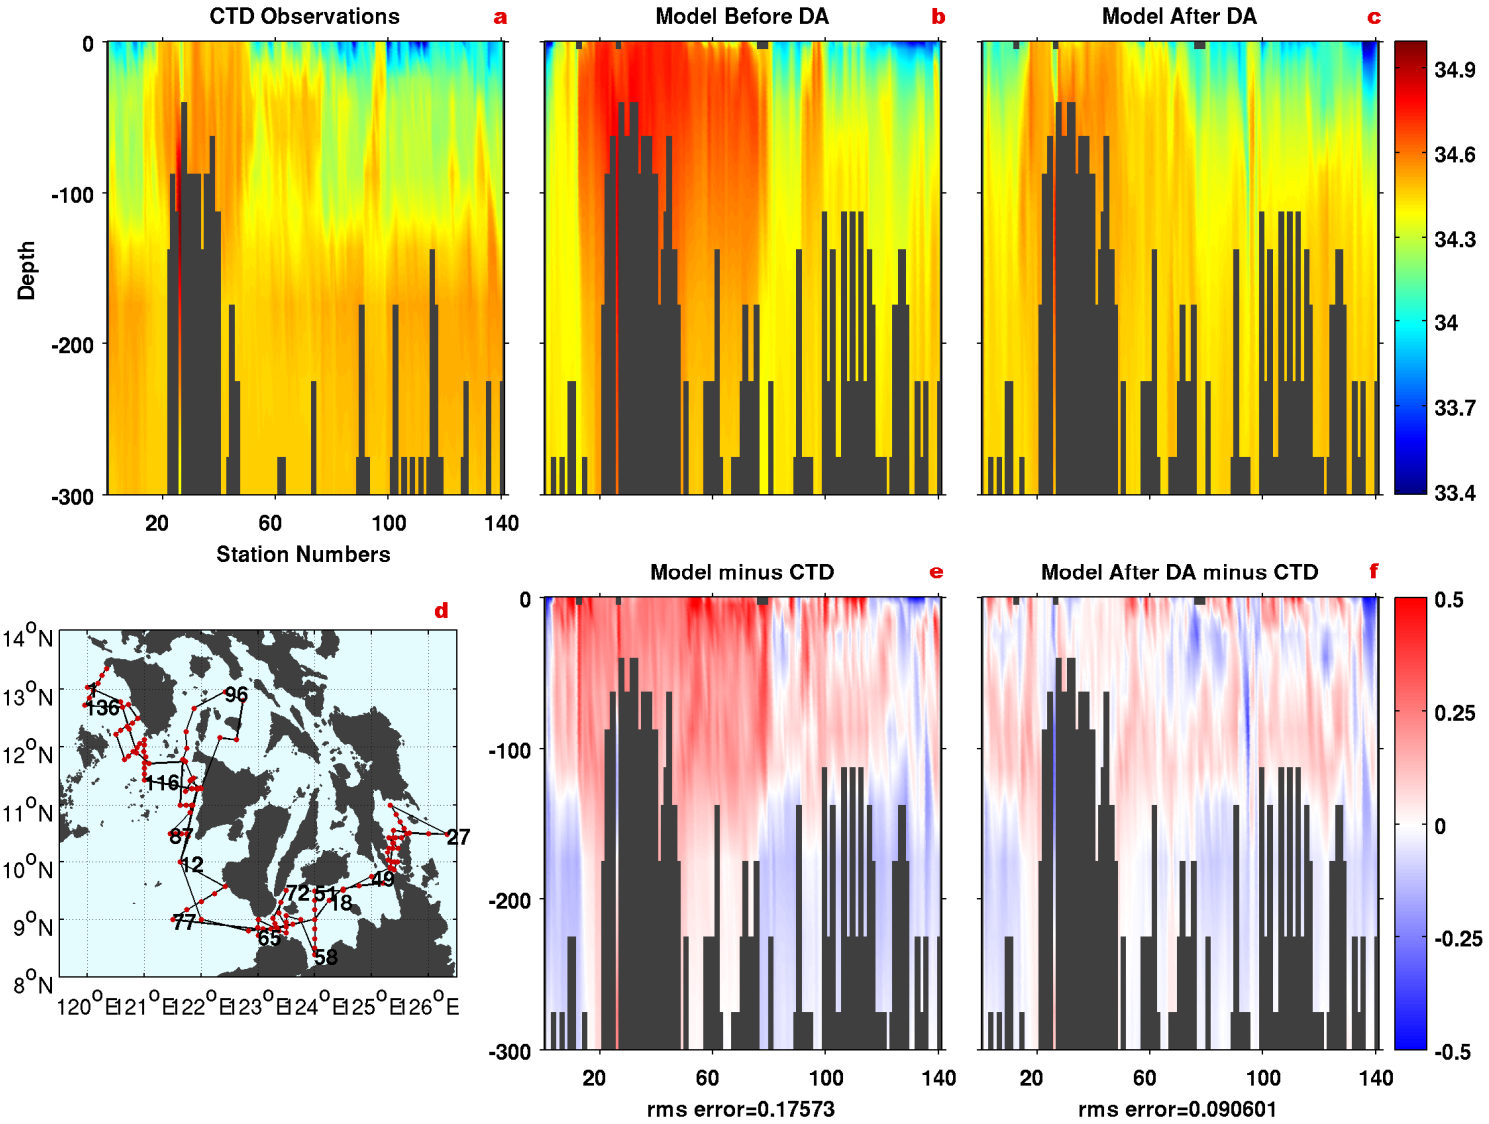 CTD Observations a
Model Before DA b
Model After DA c
0
-100
-200
-300
Depth
20 60 100 140
Station Numbers
34.9
34.6
34.3
34
33.7
33.4
d
14°N
13°N
12°N
11°N
10°N
9°N
8°N
120°E 121°E 122°E 123°E 124°E 125°E 126°E
1
136
96
116
87
12
27
49
72
51
18
77
65
58
Model minus CTD e
0
-100
-200
-300
20 60 100 140
rms error=0.17573
Model After DA minus CTD f
20 60 100 140
rms error=0.090601
0.5
0.25
0
-0.25
-0.5